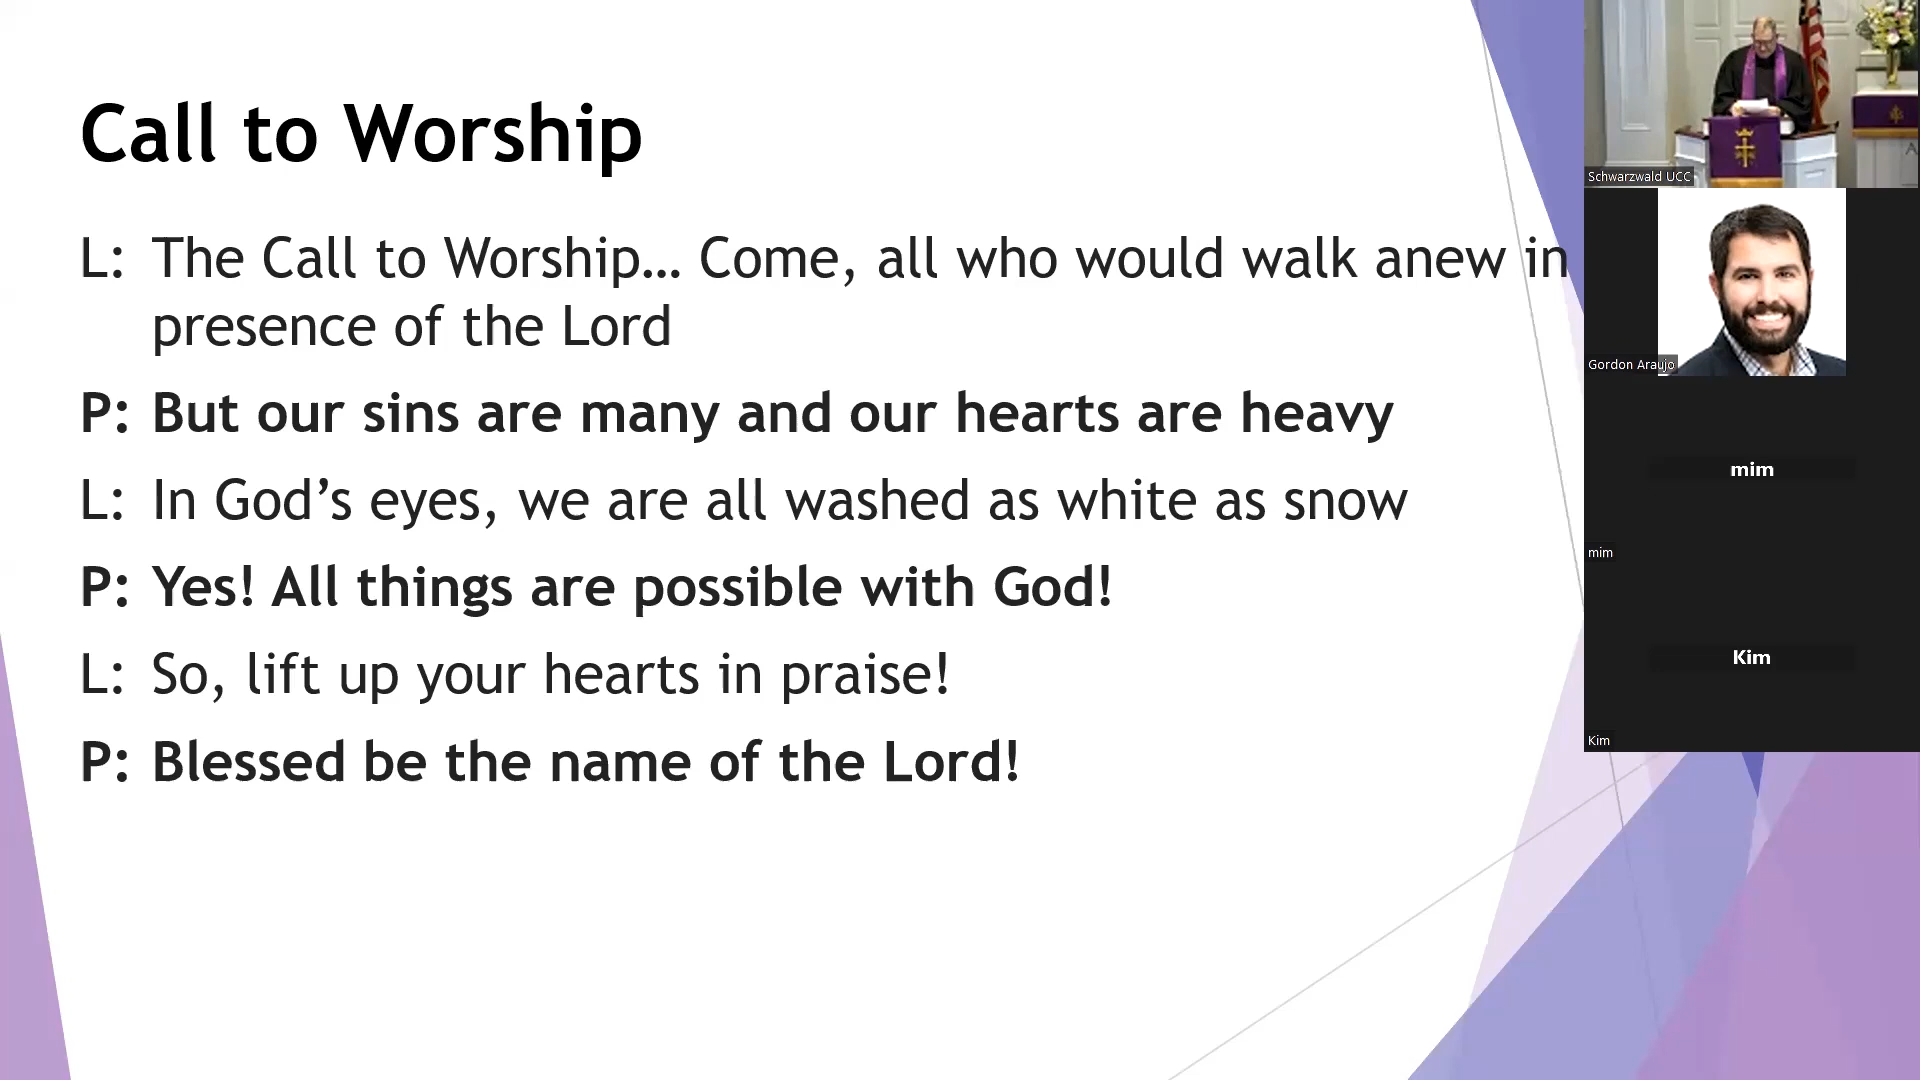 Call to Worship
L: The Call to Worship… Come, all who would walk anew in
presence of the Lord
P: But our sins are many and our hearts are heavy
L: In God’s eyes, we are all washed as white as snow
P: Yes! All things are possible with God!
L: So, lift up your hearts in praise!
P: Blessed be the name of the Lord!
Schwarzwald UCC
Gordon Araujo
mim
mim
Kim
Kim